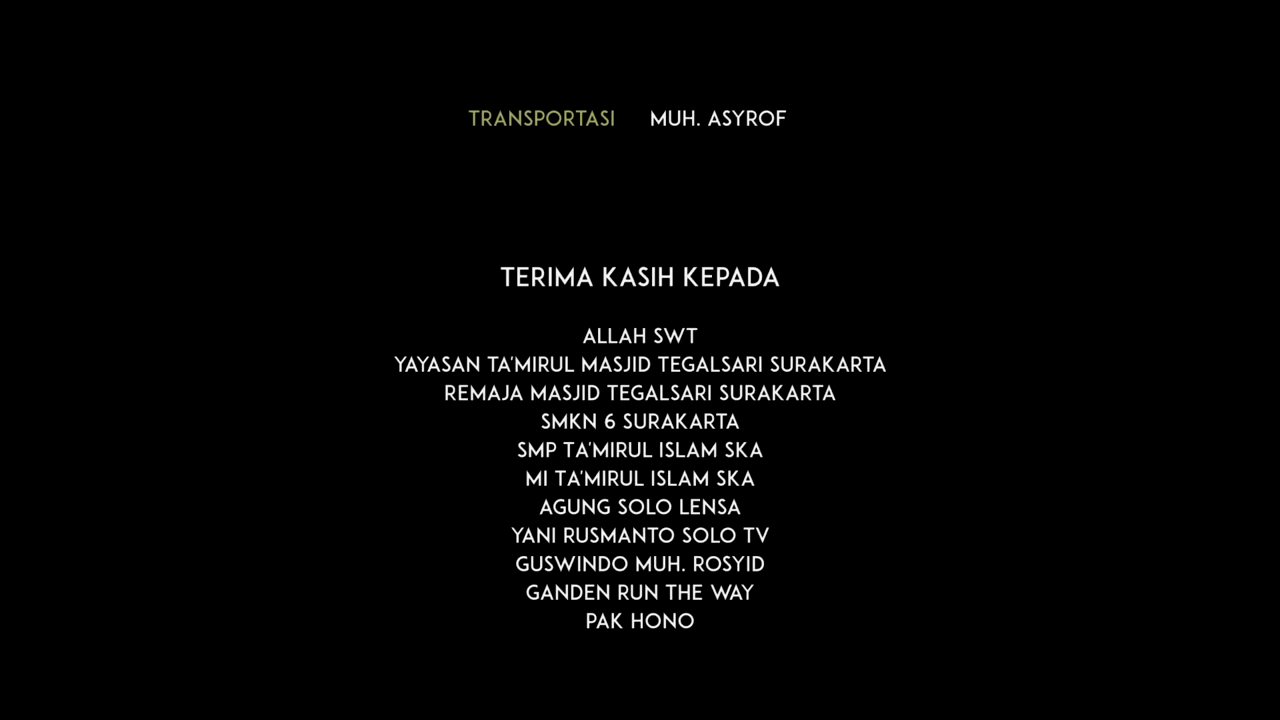 TRANSPORTASI MUH. ASYROF
TERIMA KASIH KEPADA
ALLAH SWT
YAYASAN TA'MIRUL MASJID TEGALSARI SURAKARTA
REMAJA MASJID TEGALSARI SURAKARTA
SMKN 6 SURAKARTA
SMP TA'MIRUL ISLAM SKA
MI TA'MIRUL ISLAM SKA
AGUNG SOLO LENSA
YANI RUSMANTO SOLO TV
GUSWINDO MUH. ROSYID
GANDEN RUN THE WAY
PAK HONO